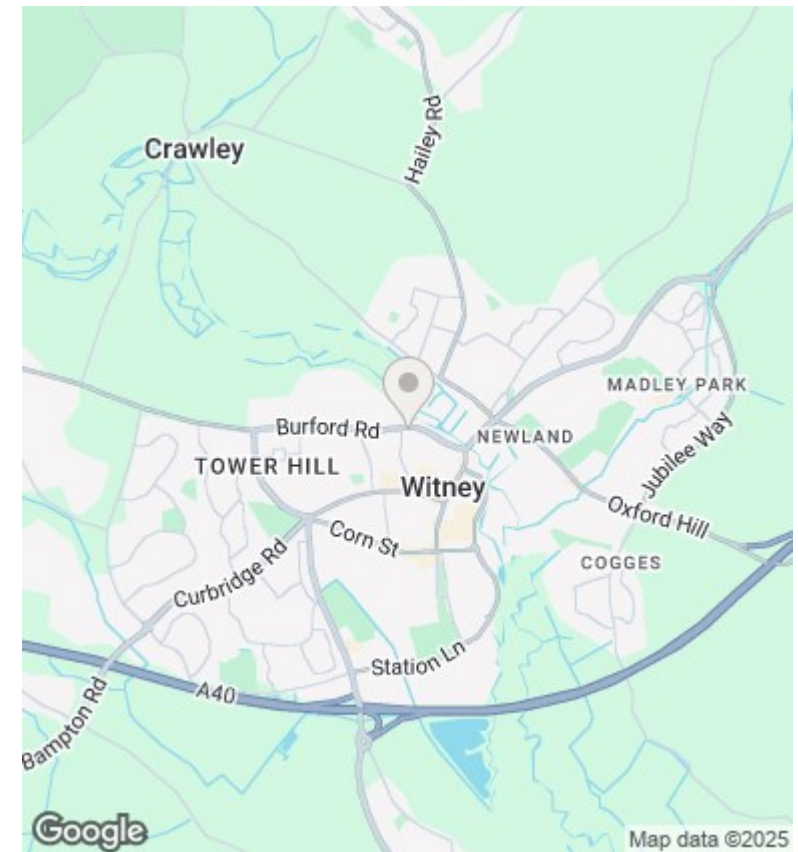 Crawley
Hailey Rd
MADLEY PARK
Burford Rd
NEWLAND
TOWER HILL
Jubilee Way
Witney
Oxford Hill
Corn St
COGGES
Curbridge Rd
Station Ln
A40
Bampton Rd
Google
Map data ©2025